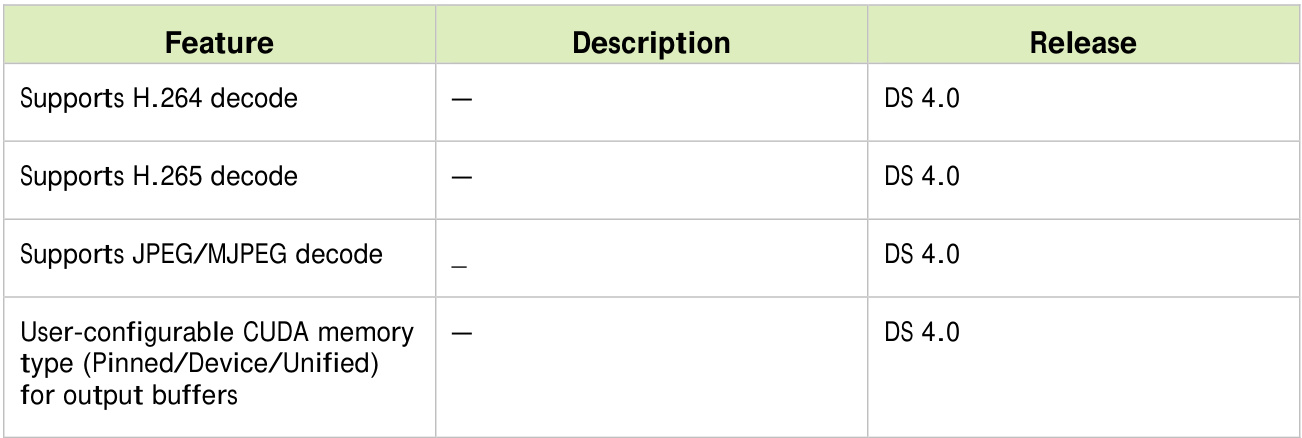 Feature Description Release
Supports H.264 decode — DS 4.0
Supports H.265 decode — DS 4.0
Supports JPEG/MJPEG decode _ DS 4.0
User-configurable CUDA memory — DS 4.0
type (Pinned/Device/Unified)
for output buffers